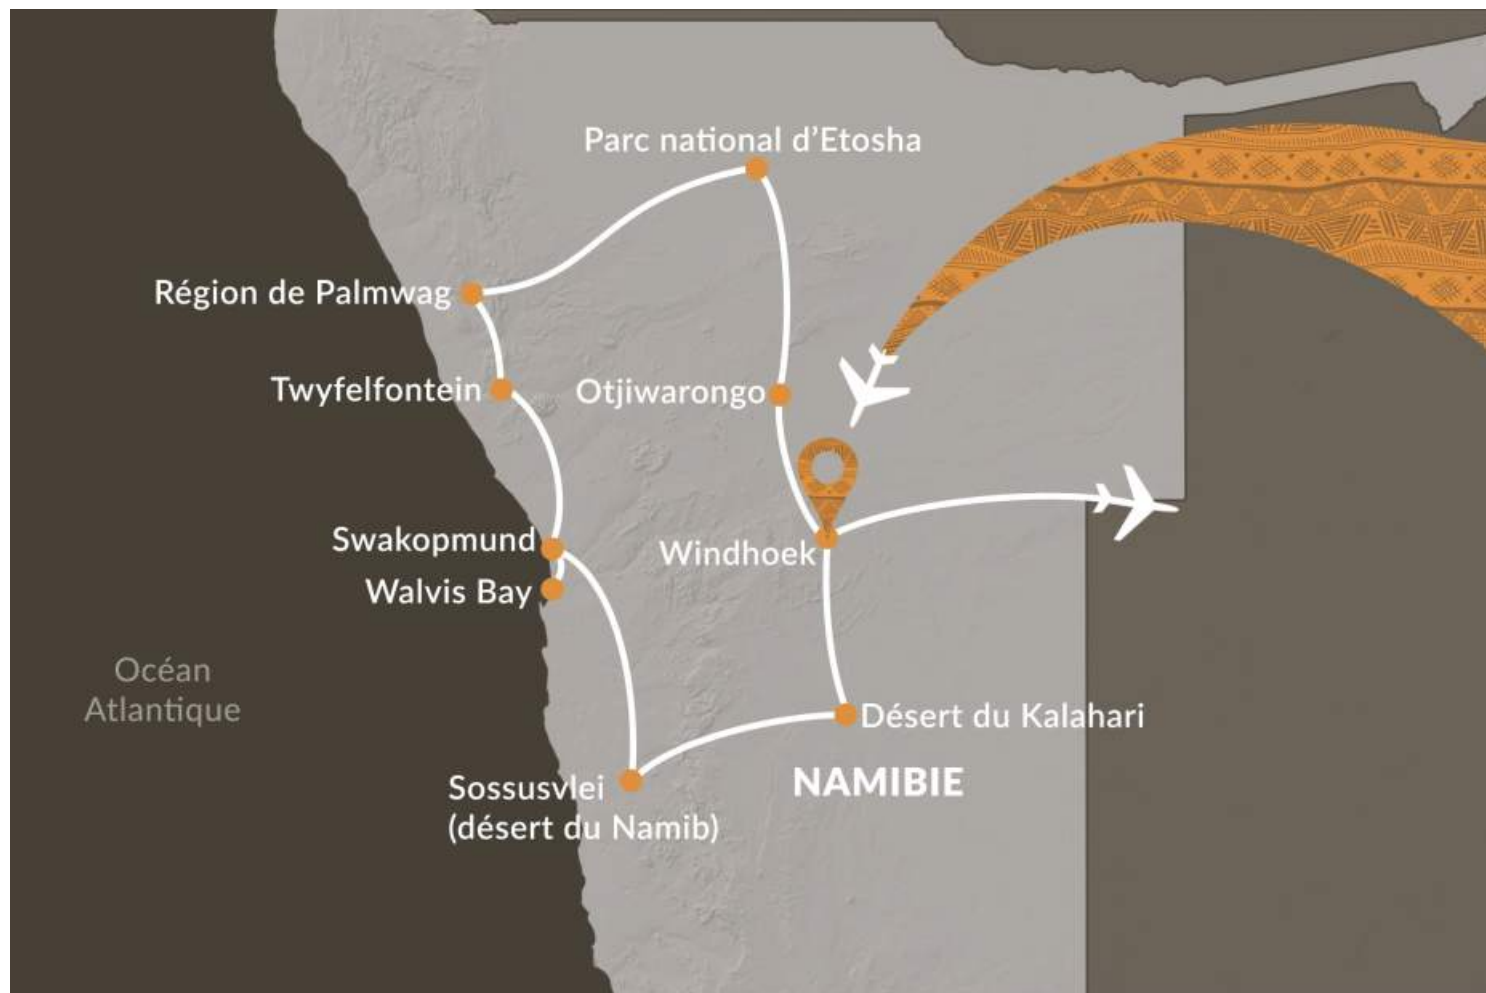 Parc national d’Etosha
Région de Palmwag
Twyfelfontein
Otjiwarongo
Swakopmund
Windhoek
Walvis Bay
Océan
Atlantique
Désert du Kalahari
NAMIBIE
Sossusvlei
(désert du Namib)